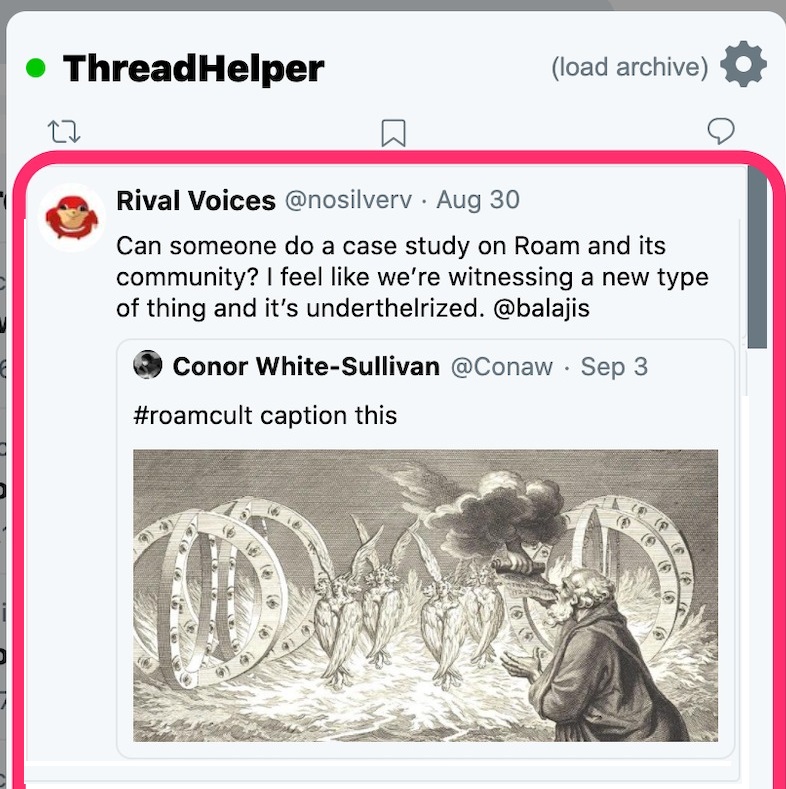 ThreadHelper
(load archive)
Rival Voices @nosilverv · Aug 30
Can someone do a case study on Roam and its
community? I feel like we're witnessing a new type
of thing and it's underthelrized. @balajis
Conor White-Sullivan @Conaw · Sep 3
#roamcult caption this